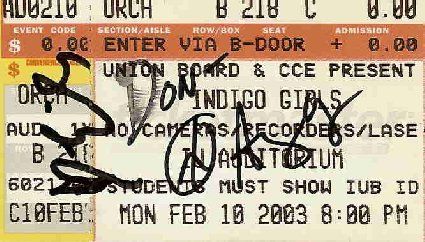 AD0210 ORCH B 218 C 0.00
EVENT CODE SECTION/AISLE ROW/BOX SEAT ADMISSION
$ 0.00 ENTER VIA B-DOOR + 0.00
UNION BOARD & CCE PRESENT
ORCH INDIGO GIRLS
AUD NO/CAMERAS/RECORDERS/LASE
B IU AUDITORIUM
STUDENTS MUST SHOW IUB ID
C10FEB MON FEB 10 2003 8:00 PM